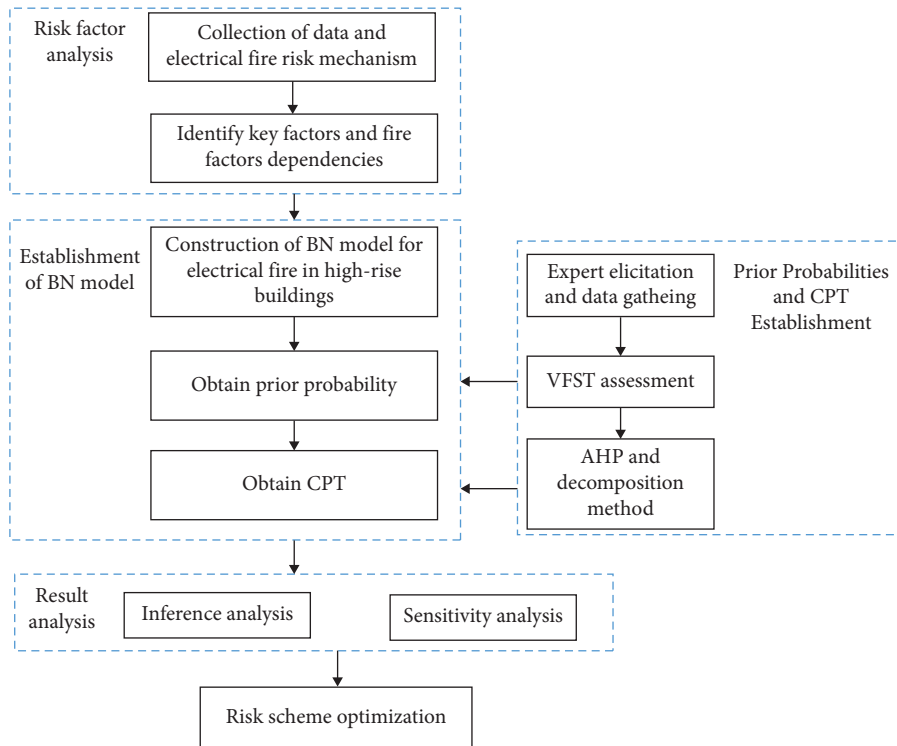 Risk factor
analysis
Collection of data and
electrical fire risk mechanism
Identify key factors and fire
factors dependencies
Establishment
of BN model
Construction of BN model for
electrical fire in high-rise
buildings
Obtain prior probability
Obtain CPT
Expert elicitation
and data gatheing
VFST assessment
AHP and
decomposition
method
Prior Probabilities
and CPT
Establishment
Result
analysis
Inference analysis
Sensitivity analysis
Risk scheme optimization